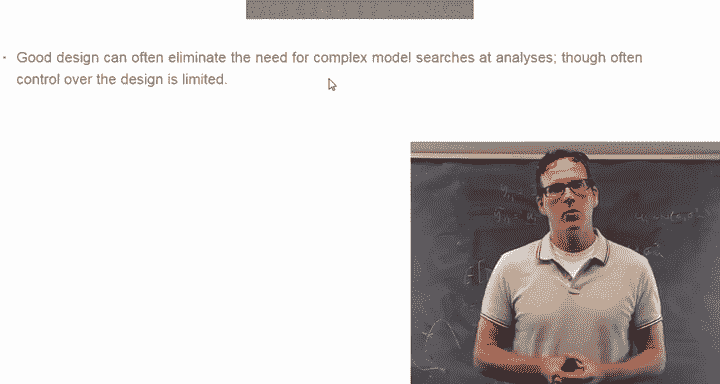 · Good design can often eliminate the need for complex model searches at analyses; though often
control over the design is limited.